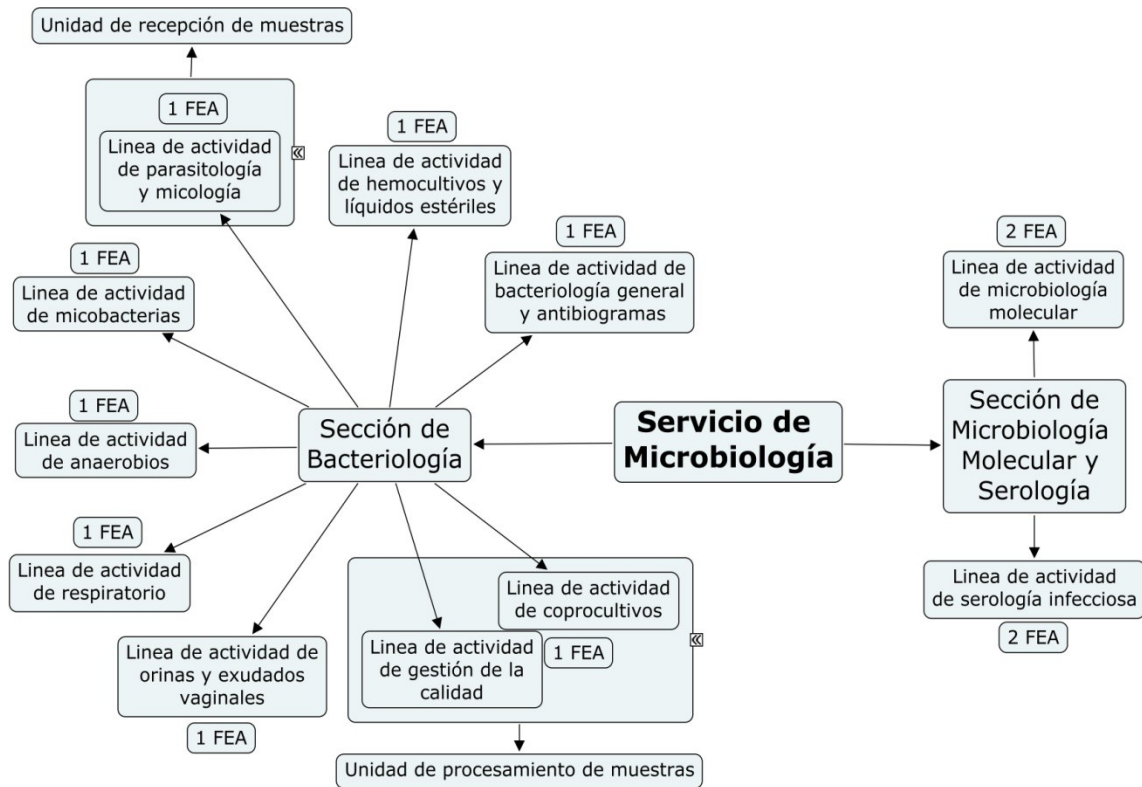 Unidad de recepción de muestras
1 FEA
Linea de actividad
de parasitología
y micología
1 FEA
Linea de actividad
de hemocultivos y
líquidos estériles
1 FEA
Linea de actividad de
bacteriología general
y antibiogramas
2 FEA
Linea de actividad
de microbiología
molecular
1 FEA
Linea de actividad
de micobacterias
1 FEA
Linea de actividad
de anaerobios
Sección de
Bacteriología
Servicio de
Microbiología
Sección de
Microbiología
Molecular y
Serología
1 FEA
Linea de actividad
de respiratorio
Linea de actividad de
orinas y exudados
vaginales
1 FEA
Linea de actividad
de coprocultivos
Linea de actividad
de gestión de la
calidad
1 FEA
Linea de actividad
de serología infecciosa
2 FEA
Unidad de procesamiento de muestras